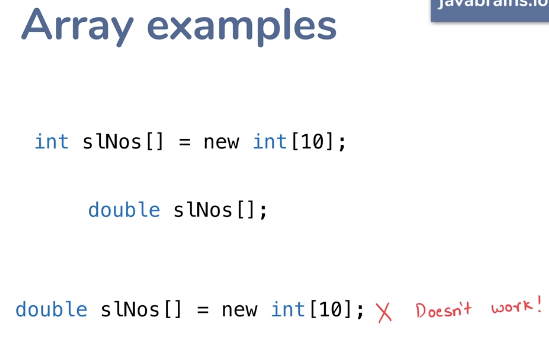 javabrains.io
Array examples
int slNos[] = new int[10];
double slNos[];
double slNos[] = new int[10]; X Doesn't work!